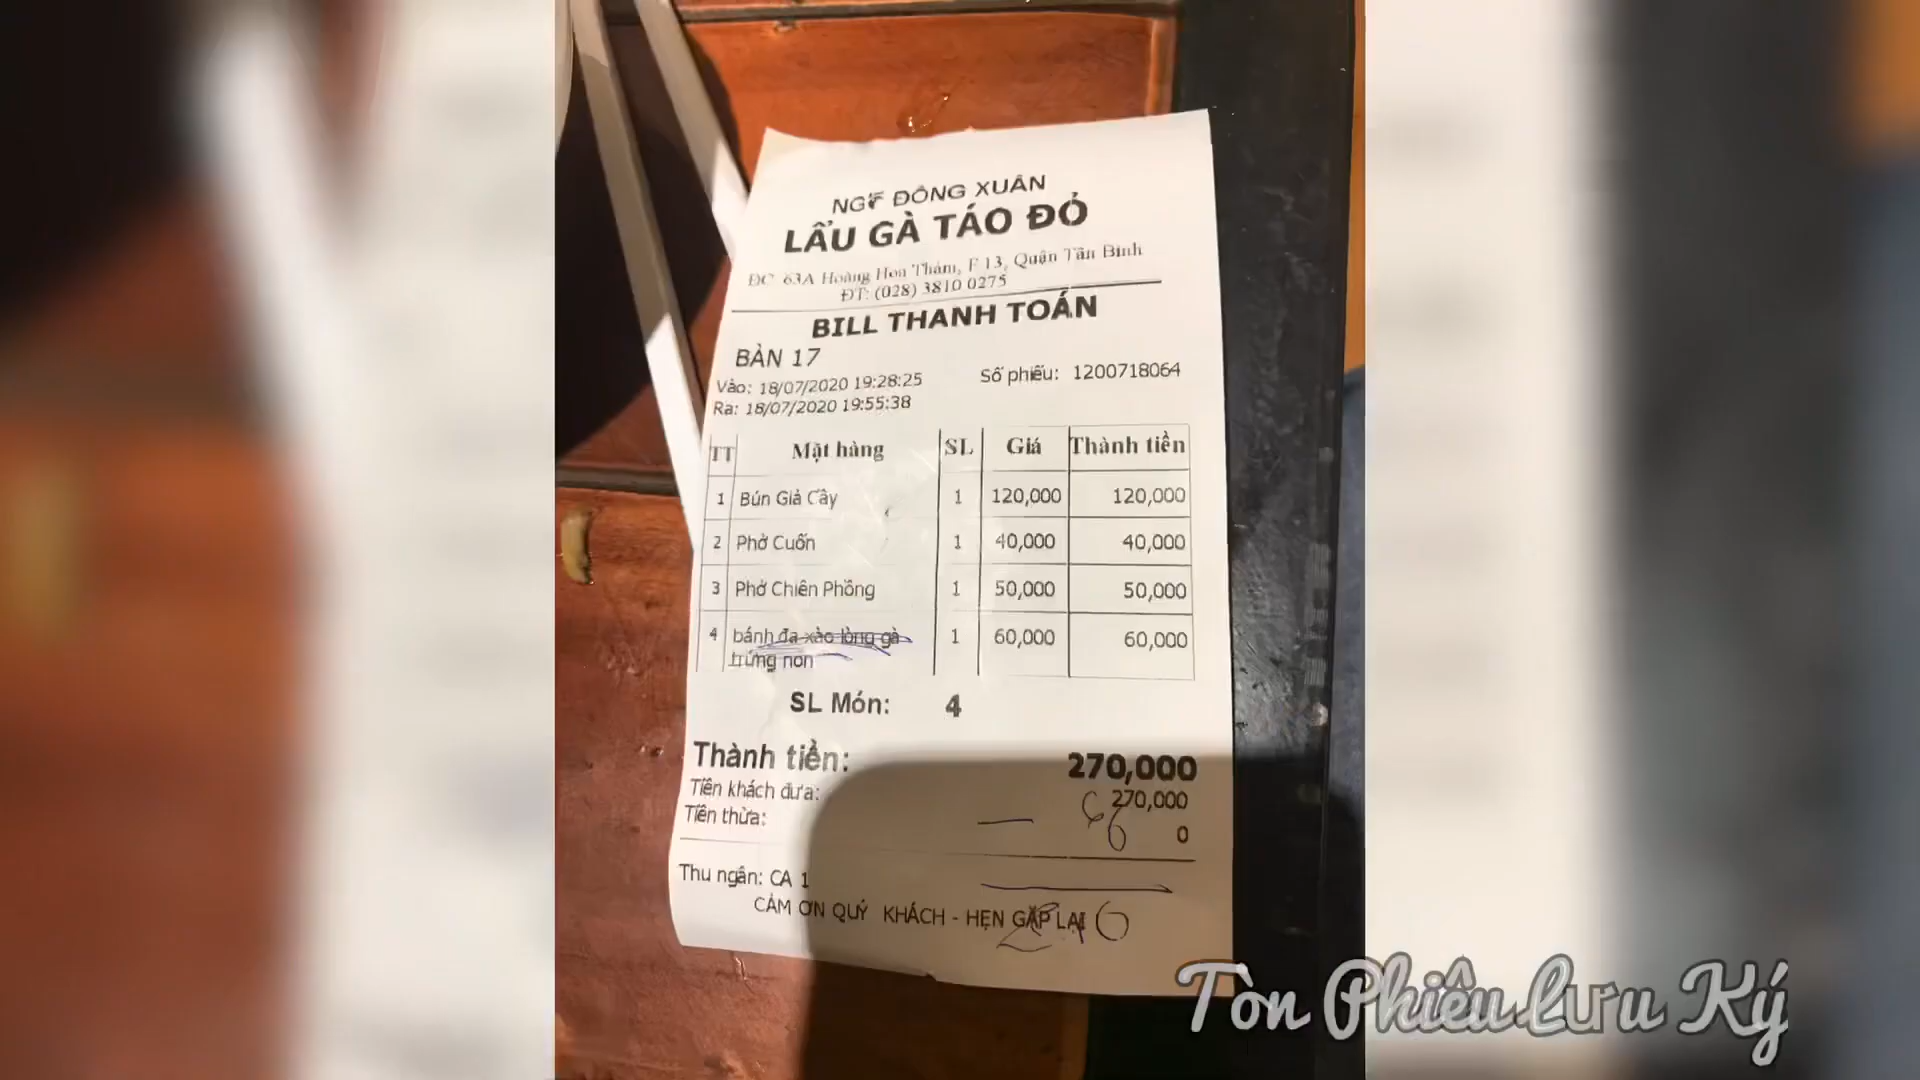 ĐÔNG XUÂN
LẨU GÀ TÁO ĐỎ
ĐC: 63A Hoàng Hoa Thám, F 13, Quận Tân Bình
ĐT: (028) 3810 0275
BILL THANH TOÁN
BÀN 17
Vào: 18/07/2020 19:28:25 Số phiếu: 1200718064
Ra: 18/07/2020 19:55:38
TT Mặt hàng SL Giá Thành tiền
1 Bún Giả Cầy 1 120,000 120,000
2 Phở Cuốn 1 40,000 40,000
3 Phở Chiên Phồng 1 50,000 50,000
4 bánh đa xào lòng gà 1 60,000 60,000
trứng non
SL Món: 4
Thành tiền: 270,000
Tiền khách đưa: 270,000
Tiền thừa: 0
Thu ngân: CA 1
CẢM ƠN QUÝ KHÁCH - HẸN GẶP LẠI
Tòn Phiêu Lưu Ký